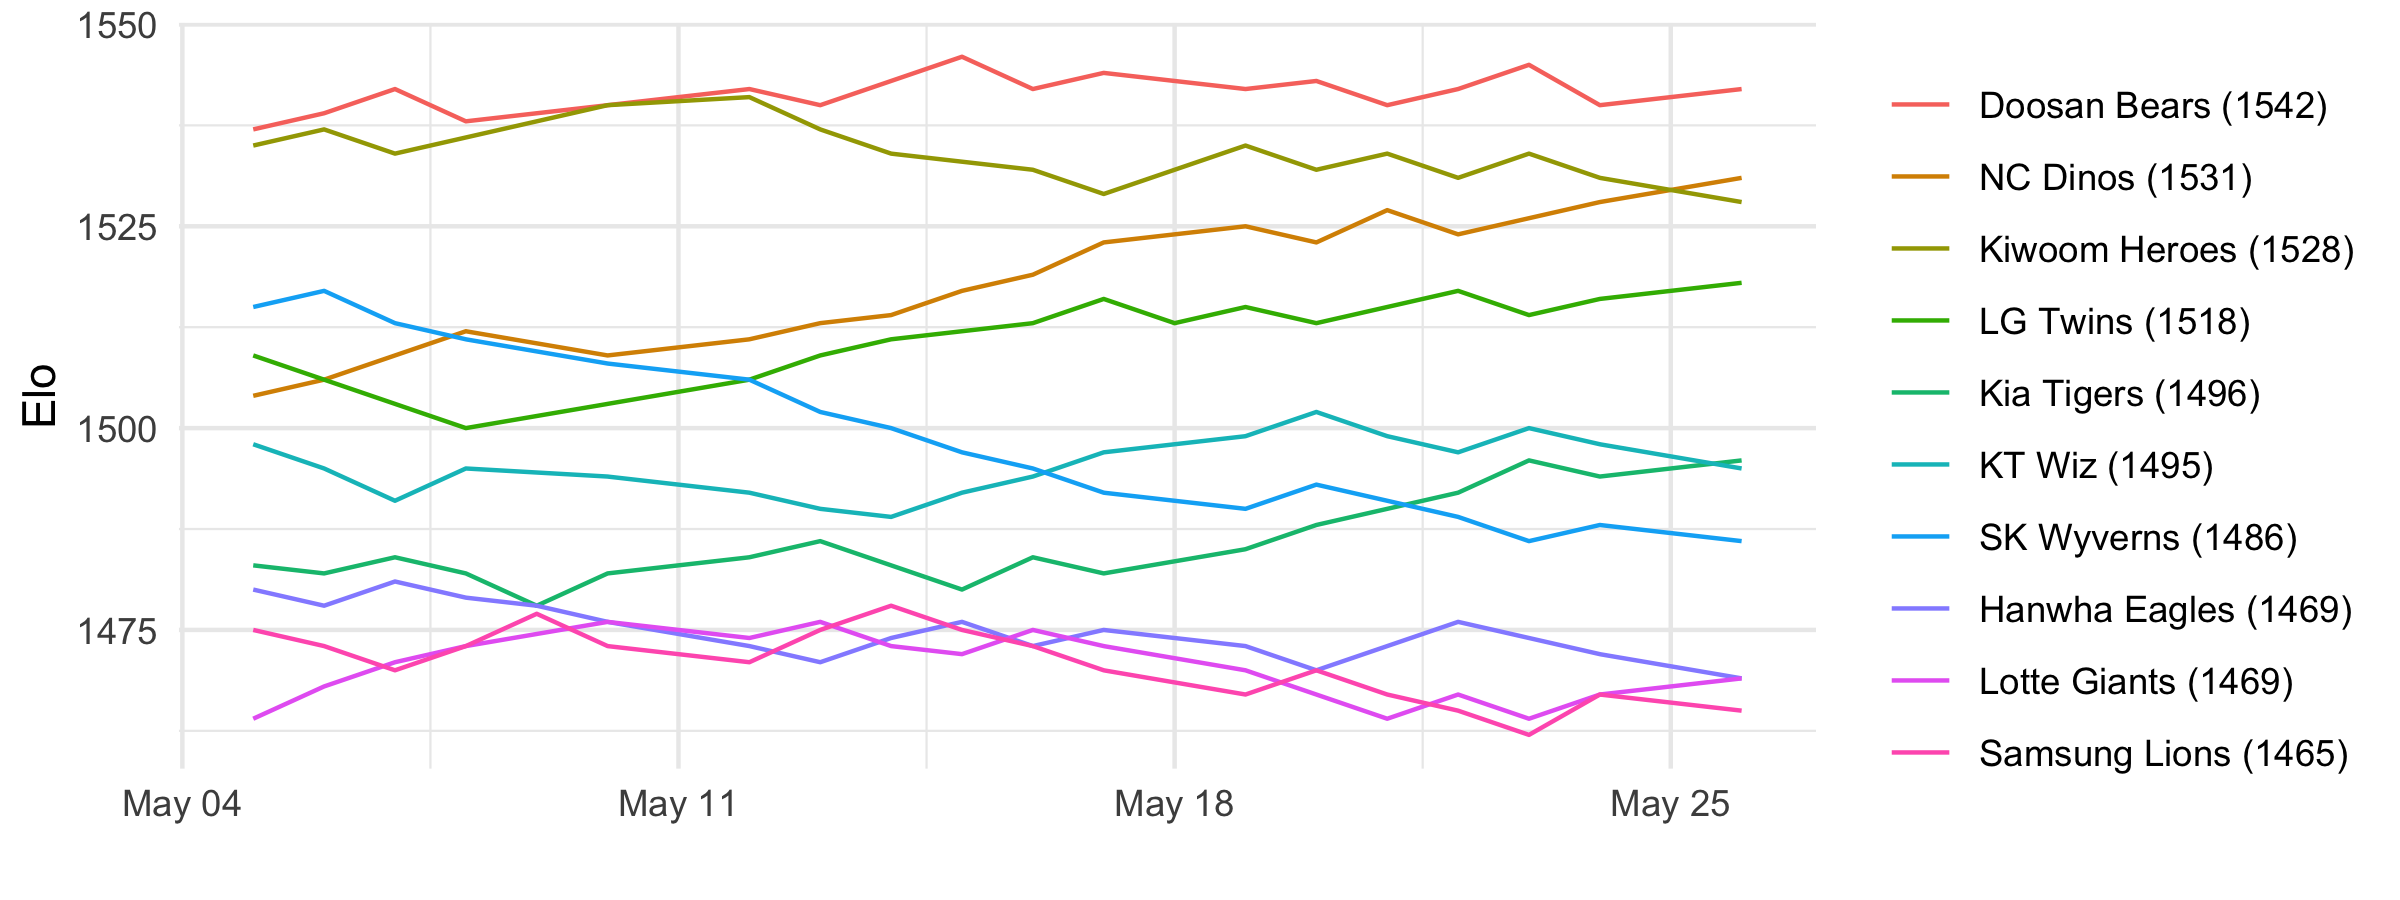 1550
1525
1500
1475
Elo
May 04
May 11
May 18
May 25
Doosan Bears (1542)
NC Dinos (1531)
Kiwoom Heroes (1528)
LG Twins (1518)
Kia Tigers (1496)
KT Wiz (1495)
SK Wyverns (1486)
Hanwha Eagles (1469)
Lotte Giants (1469)
Samsung Lions (1465)